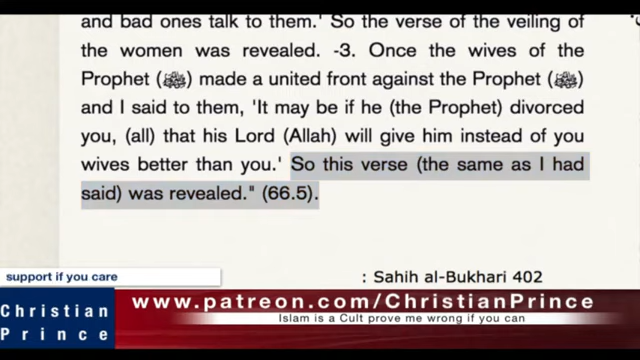 and bad ones talk to them.' So the verse of the veiling of
the women was revealed. -3. Once the wives of the
Prophet (ﷺ) made a united front against the Prophet (ﷺ)
and I said to them, 'It may be if he (the Prophet) divorced
you, (all) that his Lord (Allah) will give him instead of you
wives better than you.' So this verse (the same as I had
said) was revealed." (66.5).
: Sahih al-Bukhari 402
support if you care
Christian
Prince
www.patreon.com/ChristianPrince
Islam is a Cult prove me wrong if you can